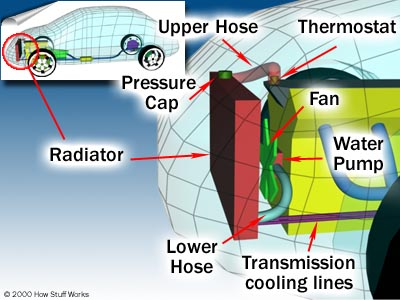 Upper Hose
Thermostat
Pressure
Cap
Fan
Radiator
Water
Pump
Lower
Hose
Transmission
cooling lines
© 2000 How Stuff Works